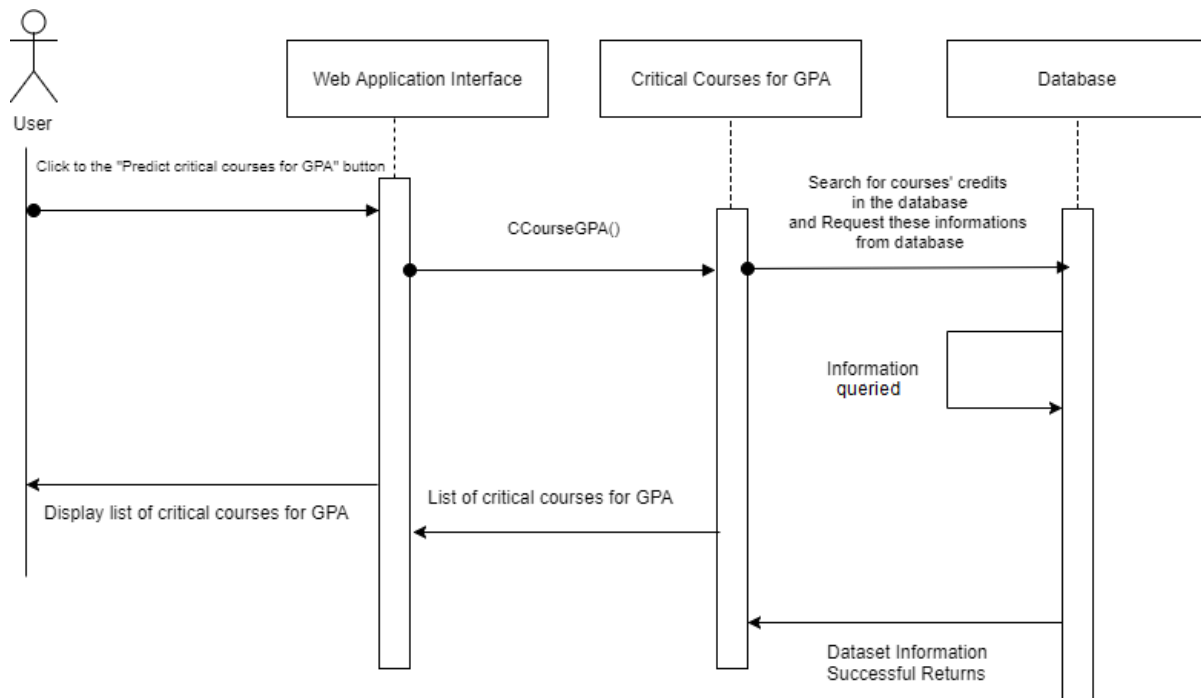 User
Web Application Interface
Critical Courses for GPA
Database
Click to the "Predict critical courses for GPA" button
CCourseGPA()
Search for courses' credits
in the database
and Request these informations
from database
Information
queried
Display list of critical courses for GPA
List of critical courses for GPA
Dataset Information
Successful Returns